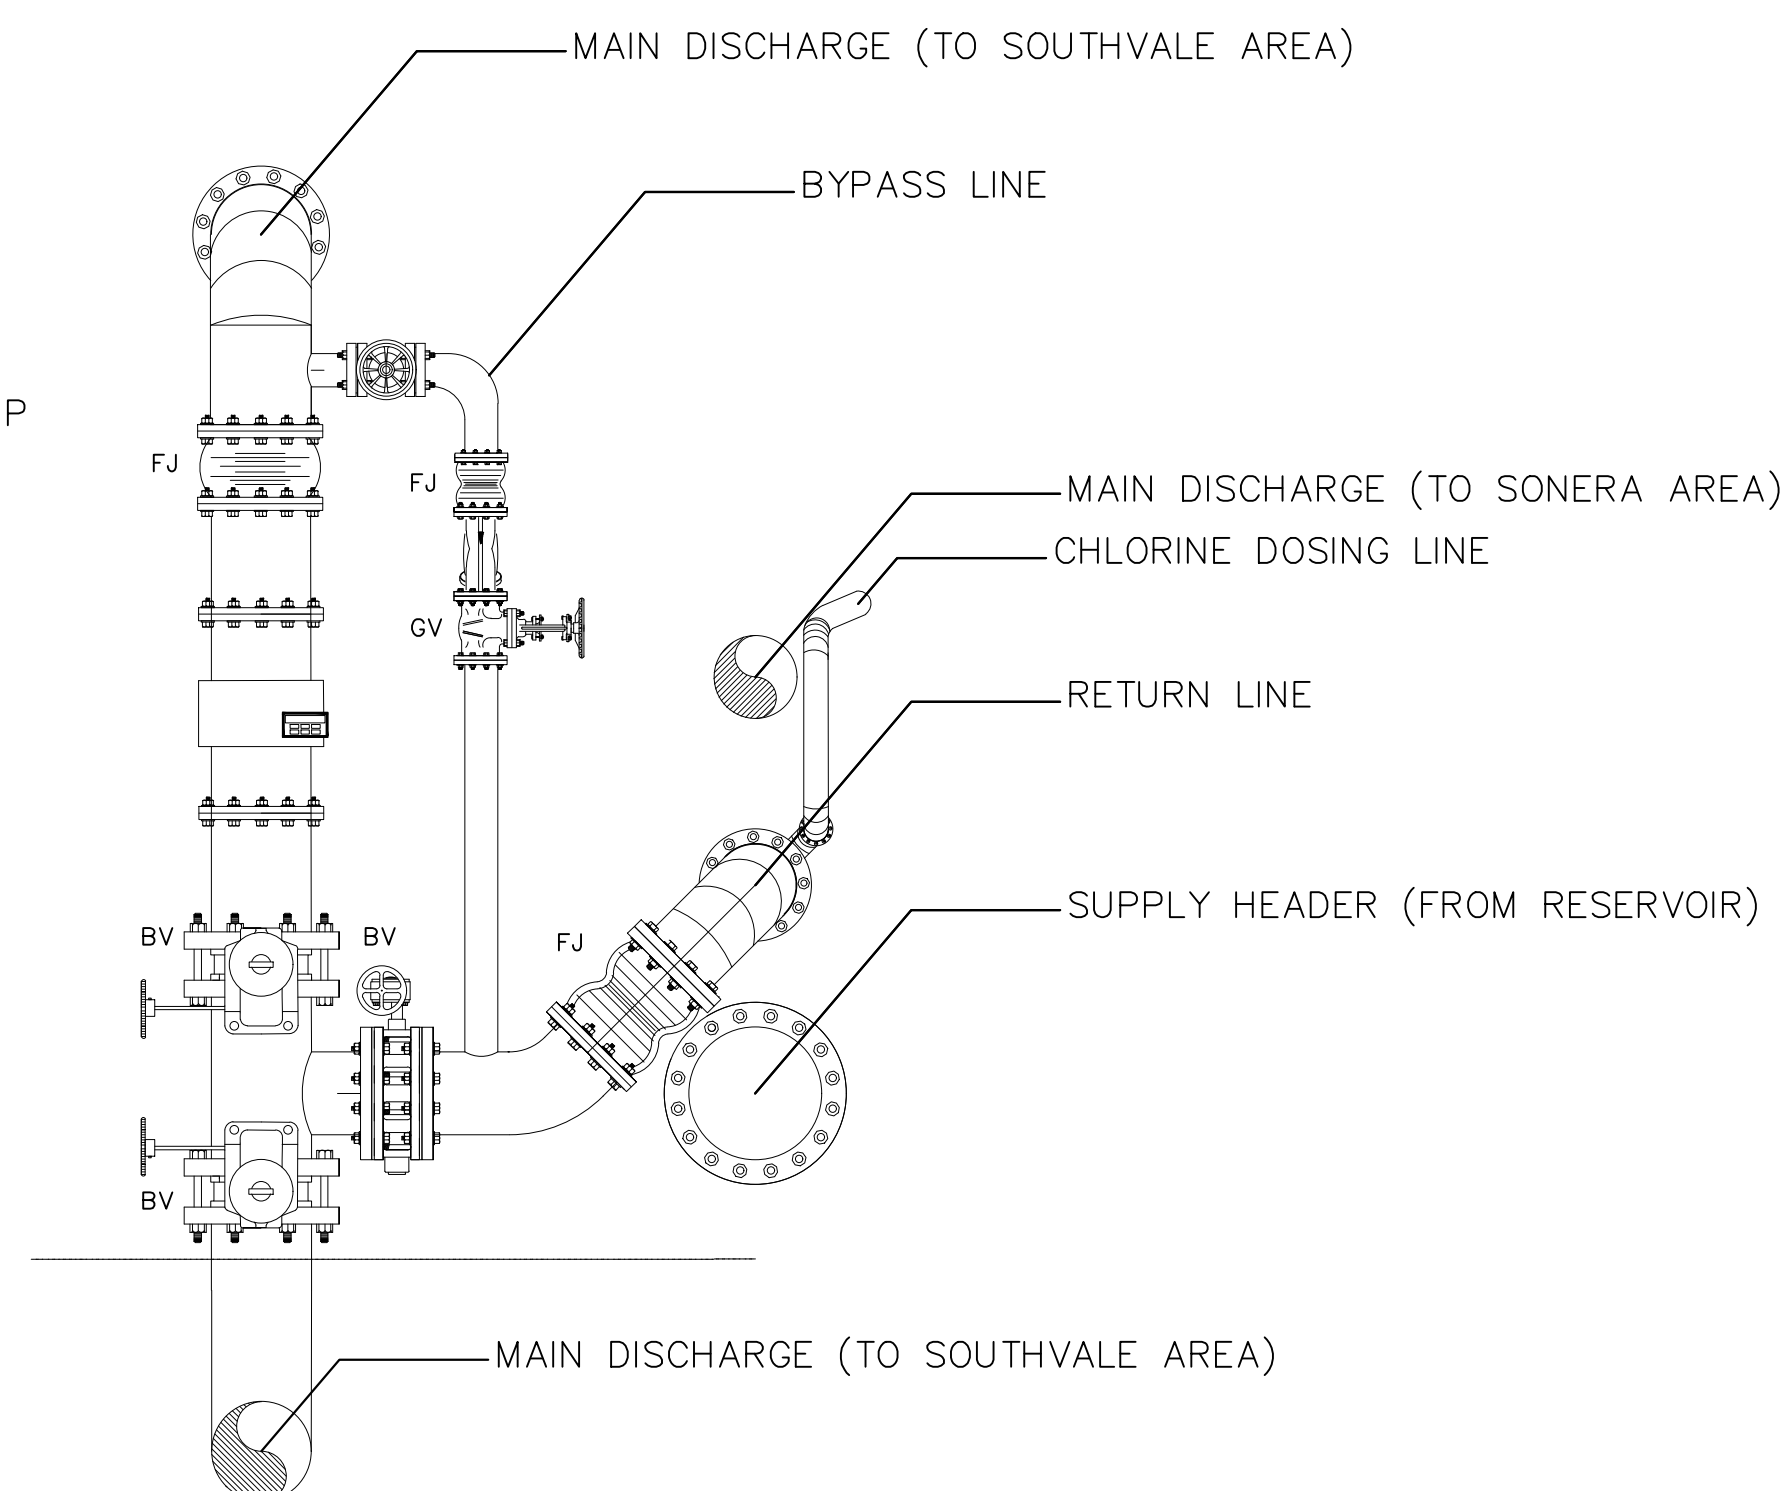 MAIN DISCHARGE (TO SOUTHVALE AREA)
BYPASS LINE
P
FJ
FJ
MAIN DISCHARGE (TO SONERA AREA)
CHLORINE DOSING LINE
GV
RETURN LINE
SUPPLY HEADER (FROM RESERVOIR)
BV
BV
FJ
BV
MAIN DISCHARGE (TO SOUTHVALE AREA)